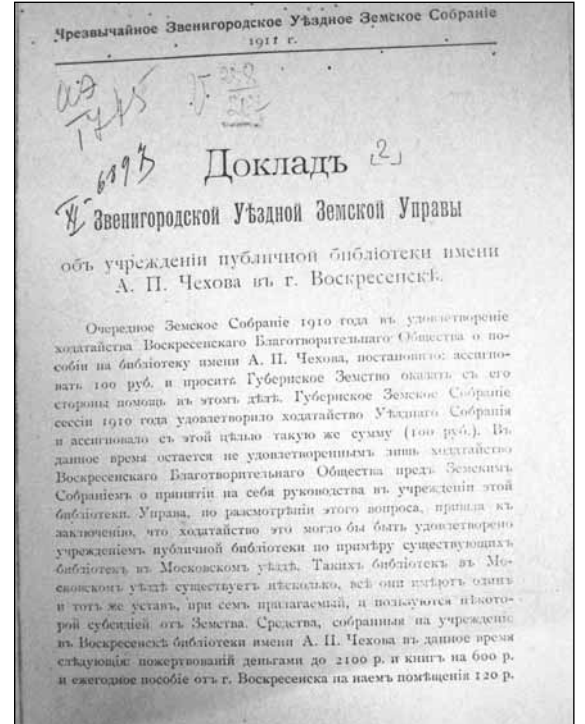 Чрезвычайное Звенигородское Уѣздное Земское Собраніе
1911 г.
Докладъ
2
Звенигородской Уѣздной Земской Управы
объ учрежденіи публичной библіотеки имени
А. П. Чехова въ г. Воскресенскѣ.
Очередное Земское Собраніе 1910 года въ удовлетвореніе
ходатайства Воскресенскаго Благотворительнаго Общества о по-
собіи на библіотеку имени А. П. Чехова, постановило: ассигно-
вать 100 руб. и просить Губернское Земство оказать съ его
стороны помощь въ этомъ дѣлѣ. Губернское Земское Собраніе
сессіи 1910 года удовлетворило ходатайство Уѣзднаго Собранія
и ассигновало съ этой цѣлью такую же сумму (100 руб.). Въ
данное время остается не удовлетвореннымъ лишь ходатайство
Воскресенскаго Благотворительнаго Общества предъ Земскимъ
Собраніемъ о принятіи на себя руководства въ учрежденіи этой
библіотеки. Управа, по разсмотрѣніи этого вопроса, пришла къ
заключенію, что ходатайство это могло бы быть удовлетворено
учрежденіемъ публичной библіотеки по примѣру существующихъ
библіотекъ въ Московскомъ уѣздѣ. Такихъ библіотекъ въ Мо-
сковскомъ уѣздѣ существуетъ нѣсколько, всѣ они имѣютъ одинъ
и тотъ же уставъ, при семъ прилагаемый, и пользуются нѣкото-
рой субсидіей отъ Земства. Средства, собранныя на учрежденіе
въ Воскресенскѣ библіотеки имени А. П. Чехова въ данное время
слѣдующія: пожертвованій деньгами до 2100 р. и книгъ на 600 р.
и ежегодное пособіе отъ г. Воскресенска на наемъ помѣщенія 120 р.